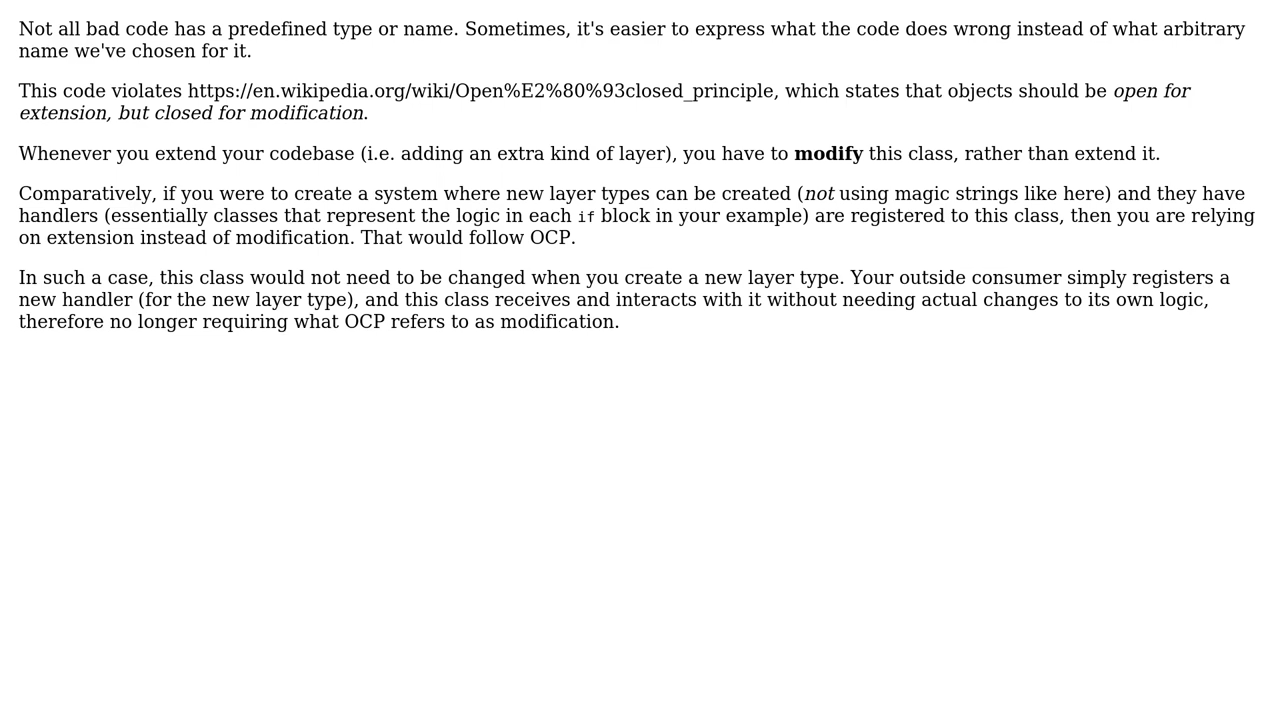 Not all bad code has a predefined type or name. Sometimes, it's easier to express what the code does wrong instead of what arbitrary
name we've chosen for it.
This code violates https://en.wikipedia.org/wiki/Open%E2%80%93closed_principle, which states that objects should be open for
extension, but closed for modification.
Whenever you extend your codebase (i.e. adding an extra kind of layer), you have to modify this class, rather than extend it.
Comparatively, if you were to create a system where new layer types can be created (not using magic strings like here) and they have
handlers (essentially classes that represent the logic in each if block in your example) are registered to this class, then you are relying
on extension instead of modification. That would follow OCP.
In such a case, this class would not need to be changed when you create a new layer type. Your outside consumer simply registers a
new handler (for the new layer type), and this class receives and interacts with it without needing actual changes to its own logic,
therefore no longer requiring what OCP refers to as modification.